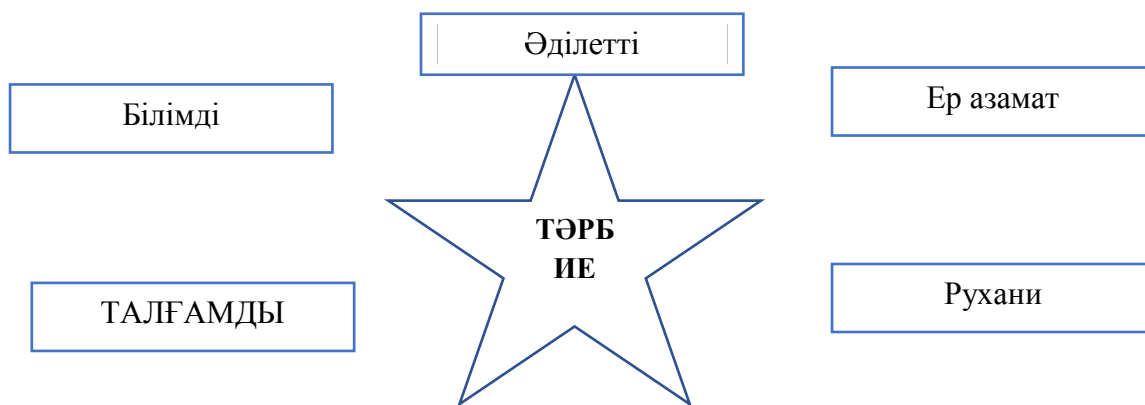 Әділетті
Білімді
Ер азамат
ТӘРБ
ИЕ
ТАЛҒАМДЫ
Рухани